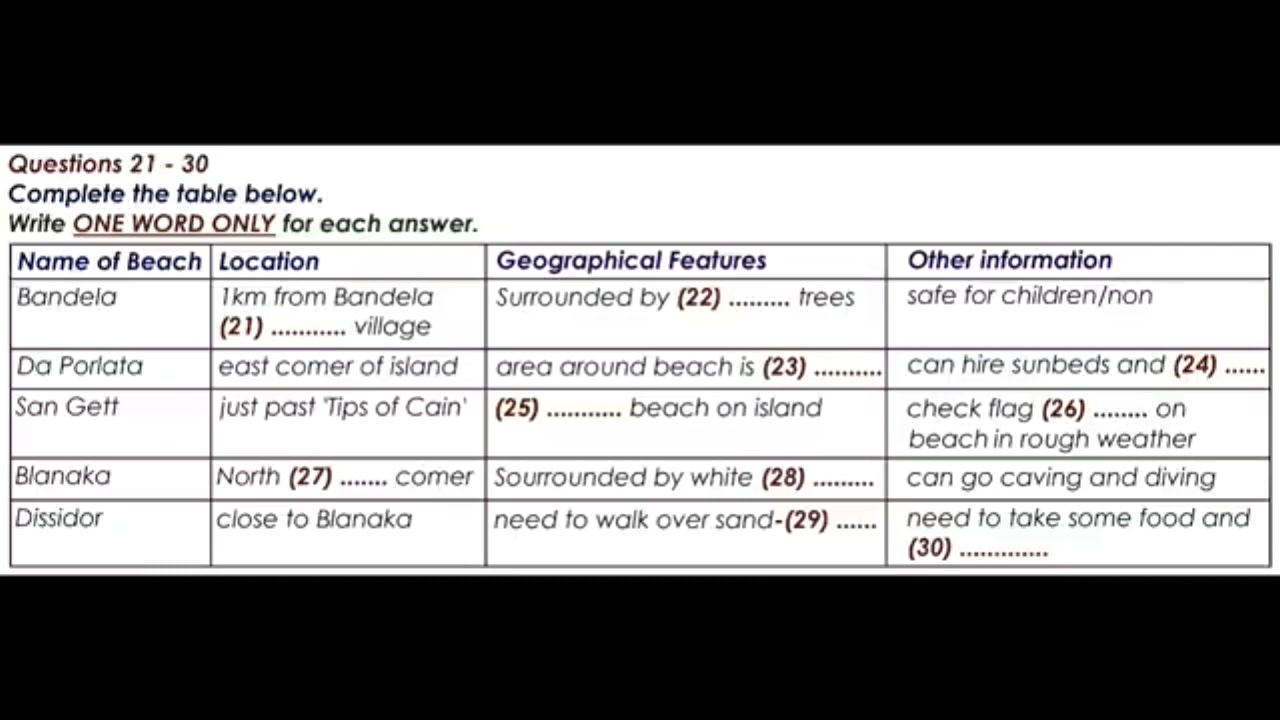 Questions 21 - 30
Complete the table below.
Write ONE WORD ONLY for each answer.
Name of Beach Location Geographical Features Other information
Bandela 1km from Bandela Surrounded by (22) ......... trees safe for children/non
(21) ........... village
Da Porlata east comer of island area around beach is (23) .......... can hire sunbeds and (24) ......
San Gett just past 'Tips of Cain' (25) ........... beach on island check flag (26) ........ on
beach in rough weather
Blanaka North (27) ....... comer Sourrounded by white (28) ......... can go caving and diving
Dissidor close to Blanaka need to walk over sand-(29) ...... need to take some food and
(30) .............